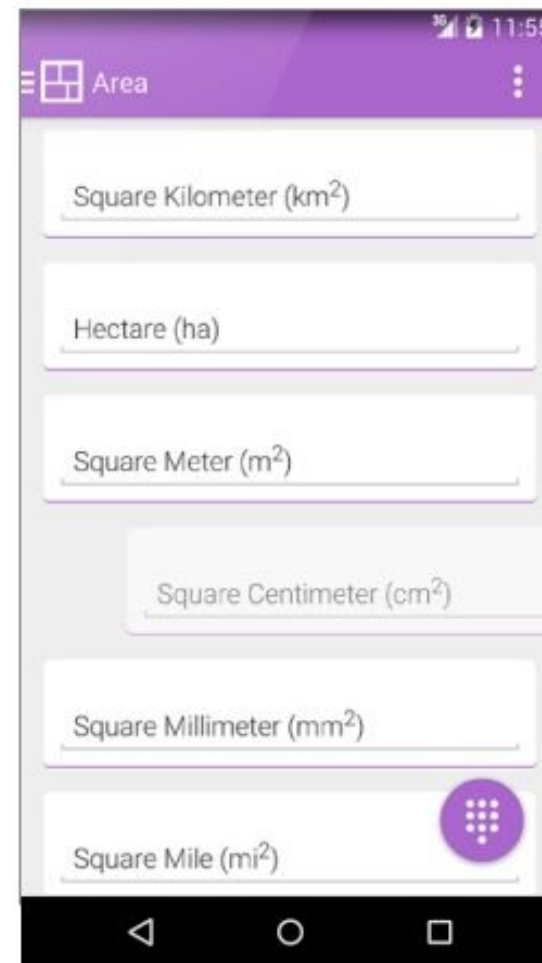 3G 11:55
Area
Square Kilometer (km²)
Hectare (ha)
Square Meter (m²)
Square Centimeter (cm²)
Square Millimeter (mm²)
Square Mile (mi²)